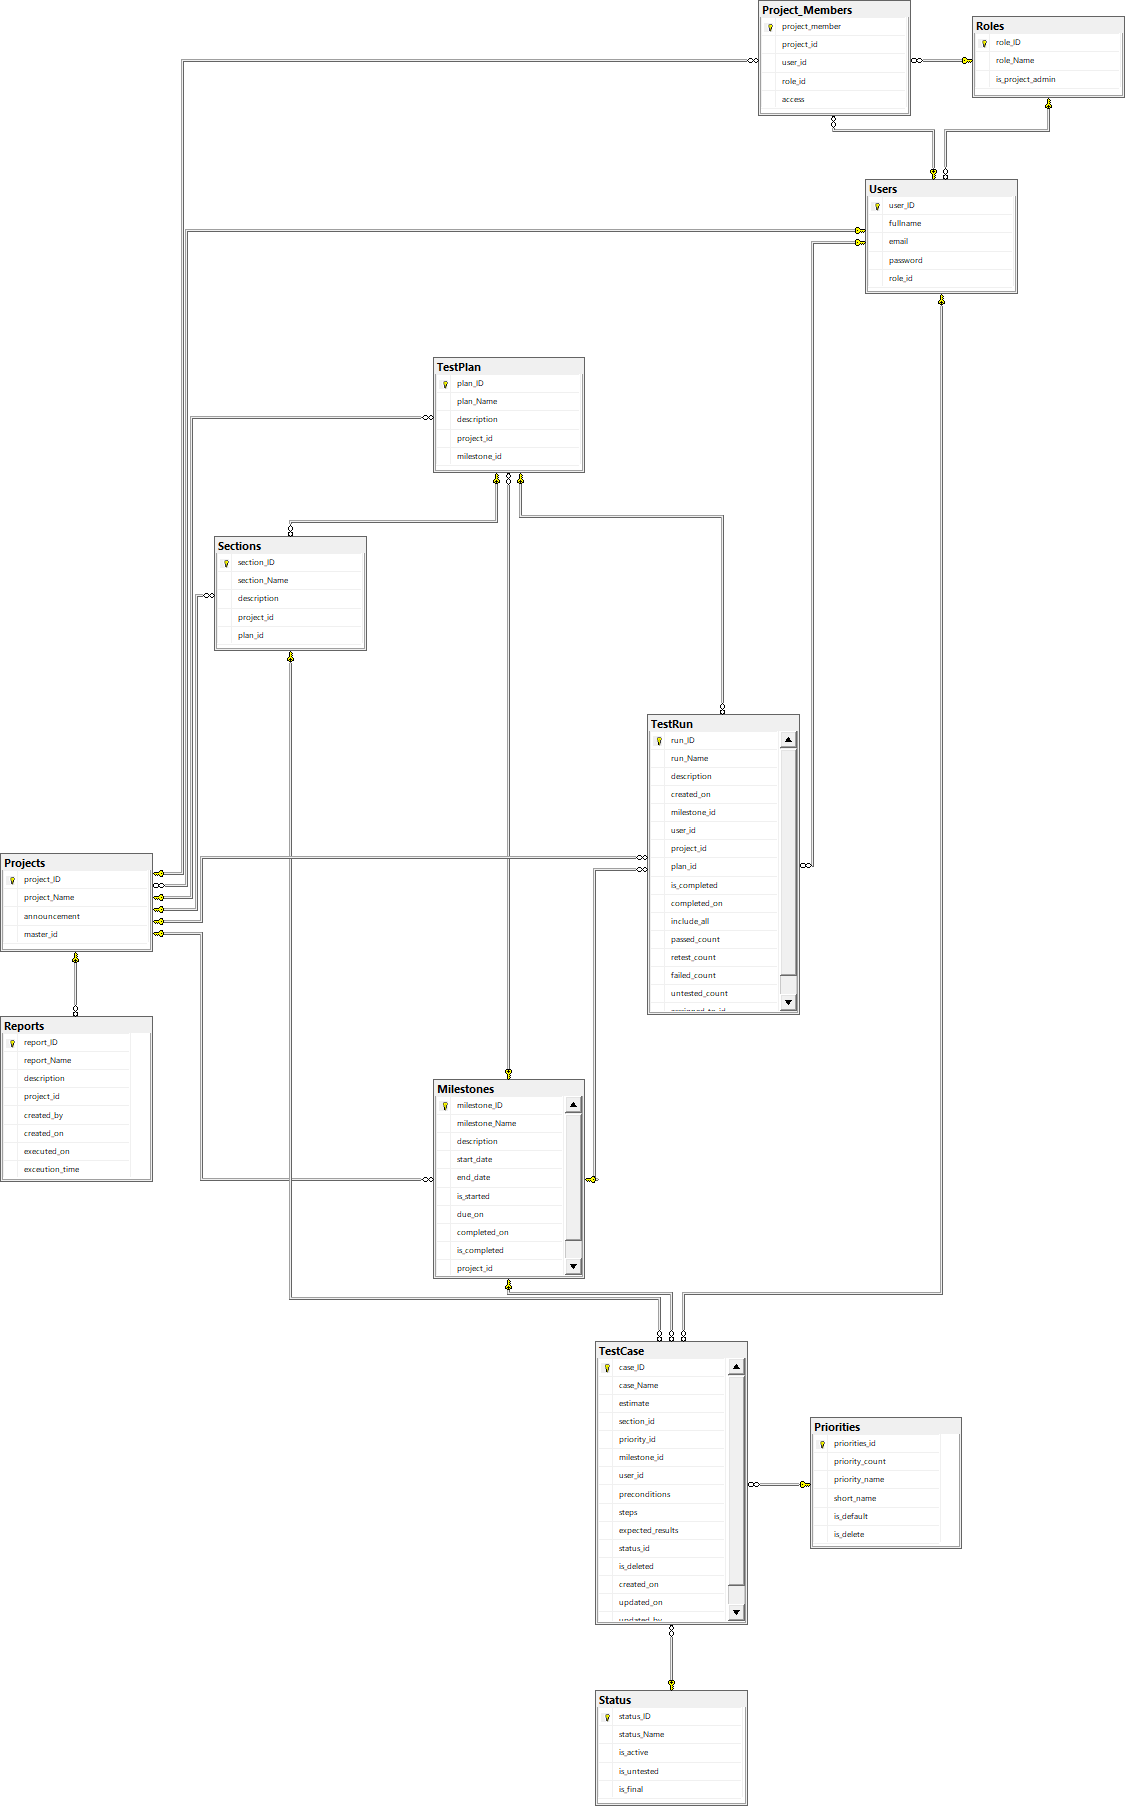 Project_Members
project_member
project_id
user_id
role_id
access
Roles
role_ID
role_Name
is_project_admin
Users
user_ID
fullname
email
password
role_id
TestPlan
plan_ID
plan_Name
description
project_id
milestone_id
Sections
section_ID
section_Name
description
project_id
plan_id
TestRun
run_ID
run_Name
description
created_on
milestone_id
user_id
project_id
plan_id
is_completed
completed_on
include_all
passed_count
retest_count
failed_count
untested_count
assigned_to_id
Projects
project_ID
project_Name
announcement
master_id
Reports
report_ID
report_Name
description
project_id
created_by
created_on
executed_on
exceution_time
Milestones
milestone_ID
milestone_Name
description
start_date
end_date
is_started
due_on
completed_on
is_completed
project_id
TestCase
case_ID
case_Name
estimate
section_id
priority_id
milestone_id
user_id
preconditions
steps
expected_results
status_id
is_deleted
created_on
updated_on
updated_by
Priorities
priorities_id
priority_count
priority_name
short_name
is_default
is_delete
Status
status_ID
status_Name
is_active
is_untested
is_final